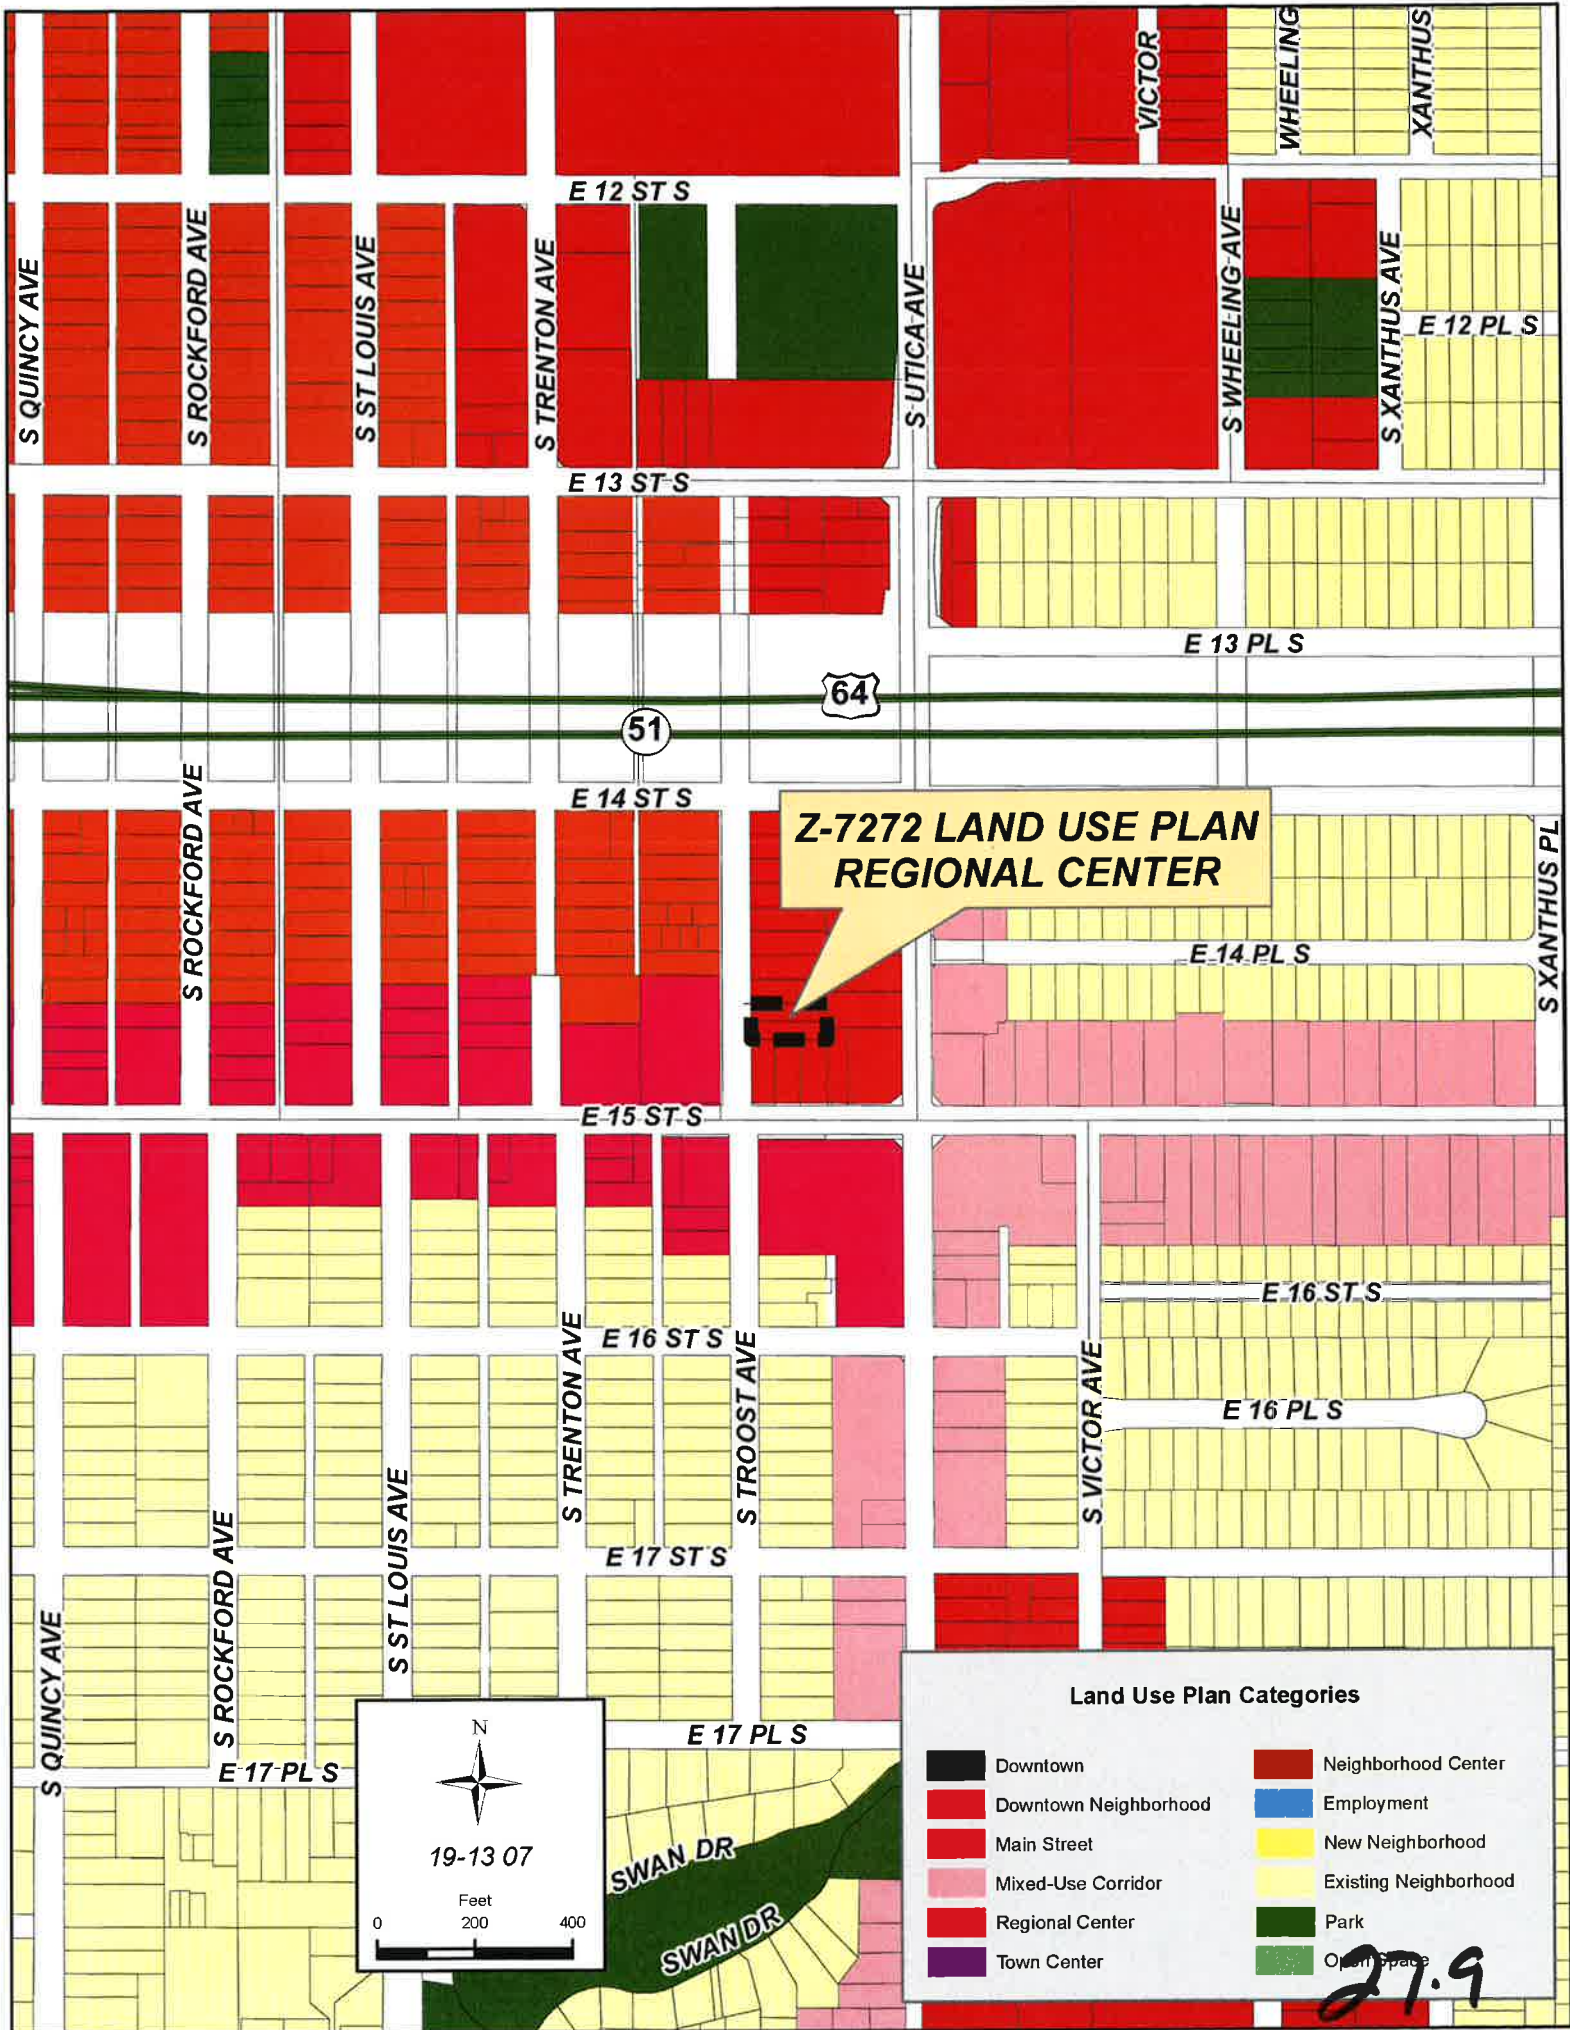 VICTOR
WHEELING
XANTHUS
E 12 ST S
S QUINCY AVE
S ROCKFORD AVE
S ST LOUIS AVE
S TRENTON AVE
S UTICA AVE
S WHEELING AVE
S XANTHUS AVE
E 12 PL S
E 13 ST S
E 13 PL S
64
51
E 14 ST S
S ROCKFORD AVE
Z-7272 LAND USE PLAN
REGIONAL CENTER
S XANTHUS PL
E 14 PL S
E 15 ST S
E 16 ST S
E 16 ST S
S TRENTON AVE
S TROOST AVE
S VICTOR AVE
E 16 PL S
E 17 ST S
S QUINCY AVE
S ROCKFORD AVE
S ST LOUIS AVE
E 17 PL S
E 17 PL S
SWAN DR
SWAN DR
N
19-13 07
Feet
0 200 400
Land Use Plan Categories
Downtown
Downtown Neighborhood
Main Street
Mixed-Use Corridor
Regional Center
Town Center
Neighborhood Center
Employment
New Neighborhood
Existing Neighborhood
Park
Open Space
27.9